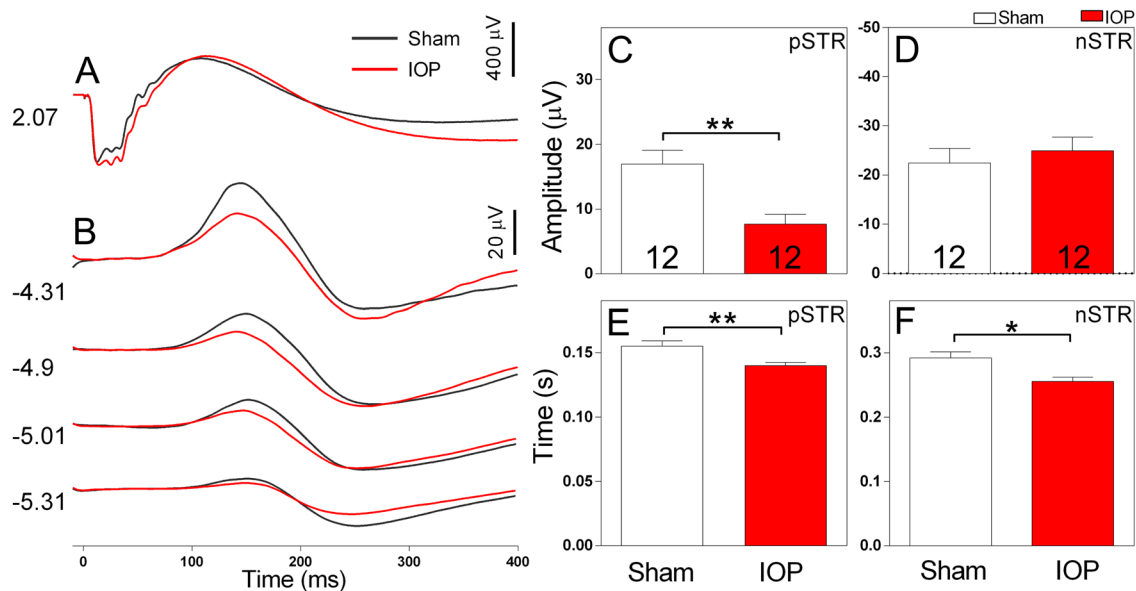 Sham
IOP
400 µV
A
2.07
B
20 µV
-4.31
-4.9
-5.01
-5.31
0
100
200
300
400
Time (ms)
Sham
IOP
C
pSTR
Amplitude (µV)
30
20
10
0
**
12
12
D
nSTR
-50
-40
-30
-20
-10
0
12
12
E
pSTR
Time (s)
0.15
0.10
0.05
0.00
**
Sham
IOP
F
nSTR
0.3
0.2
0.1
0.0
*
Sham
IOP